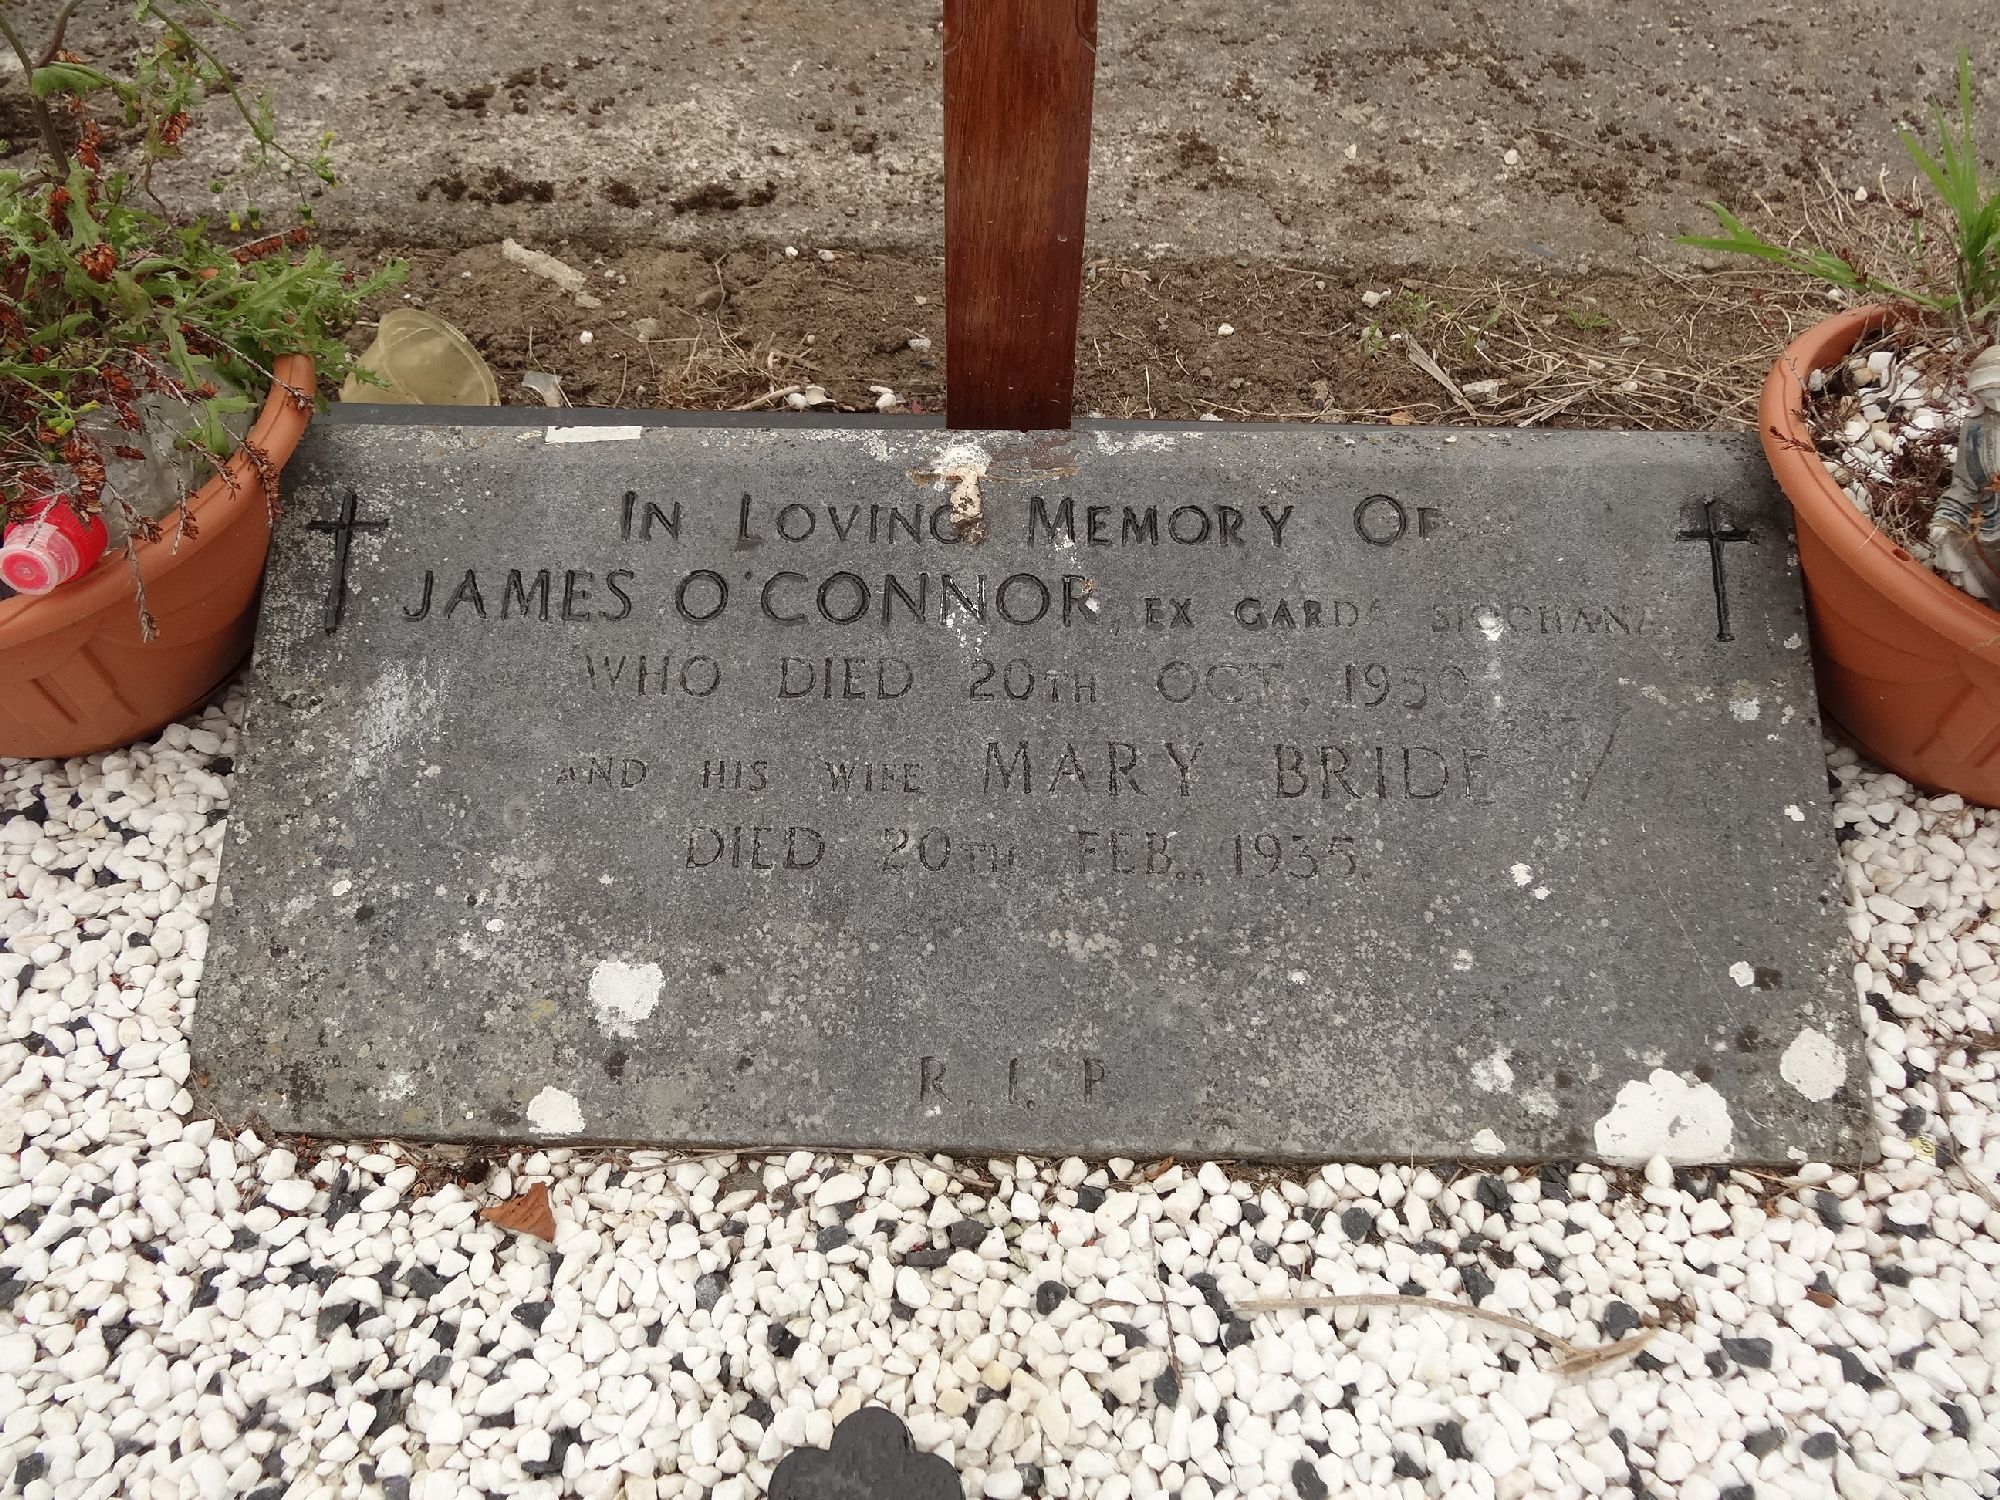 IN LOVING MEMORY OF
JAMES O'CONNOR, EX GARDA SIOCHANA
WHO DIED 20TH OCT, 1950
AND HIS WIFE MARY BRIDE
DIED 20TH FEB., 1935.
R. I. P.